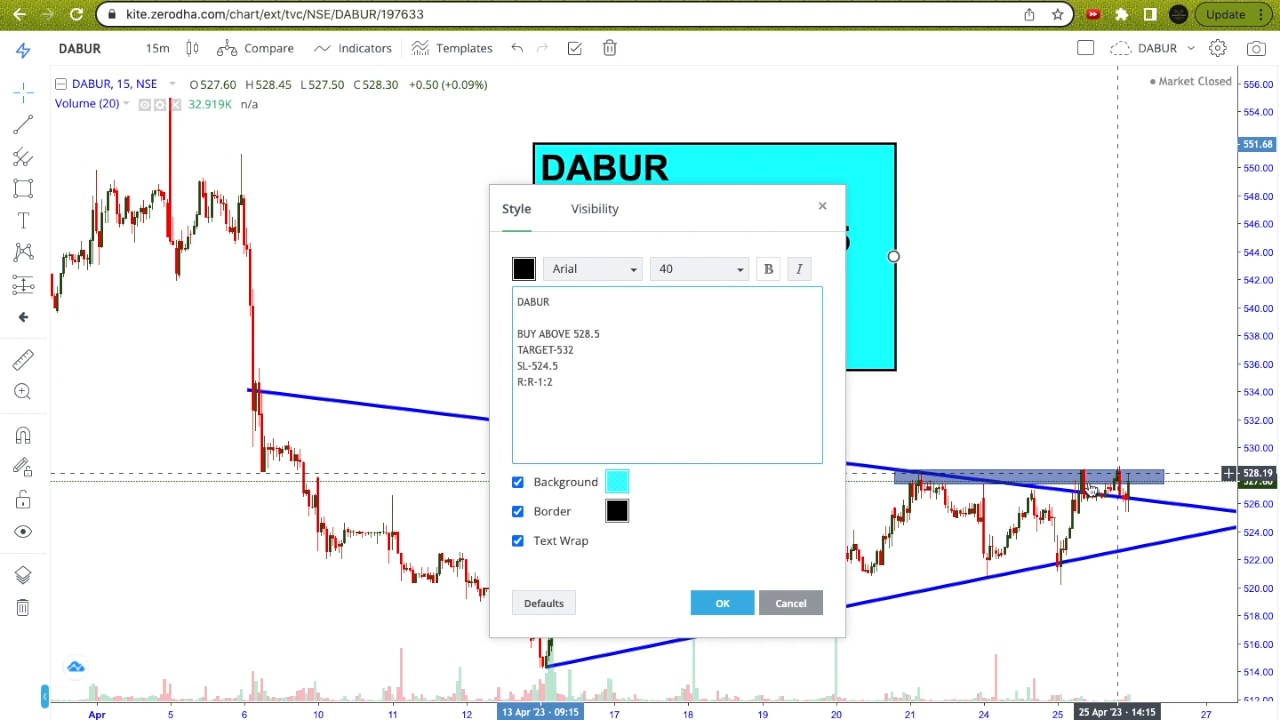 kite.zerodha.com/chart/ext/tvc/NSE/DABUR/197633
Update
DABUR
15m
Compare
Indicators
Templates
DABUR
DABUR, 15, NSE
O527.60 H528.45 L527.50 C528.30 +0.50 (+0.09%)
Market Closed
Volume (20)
32.919K n/a
DABUR
Style
Visibility
Arial
40
B
I
DABUR
BUY ABOVE 528.5
TARGET-532
SL-524.5
R:R-1:2
Background
Border
Text Wrap
Defaults
OK
Cancel
556.00
554.00
551.68
550.00
548.00
546.00
544.00
542.00
540.00
538.00
536.00
534.00
532.00
530.00
528.19
526.00
524.00
522.00
520.00
518.00
516.00
514.00
Apr
5
6
10
11
12
13 Apr '23 - 09:15
17
18
19
20
21
24
25
25 Apr '23 - 14:15
27